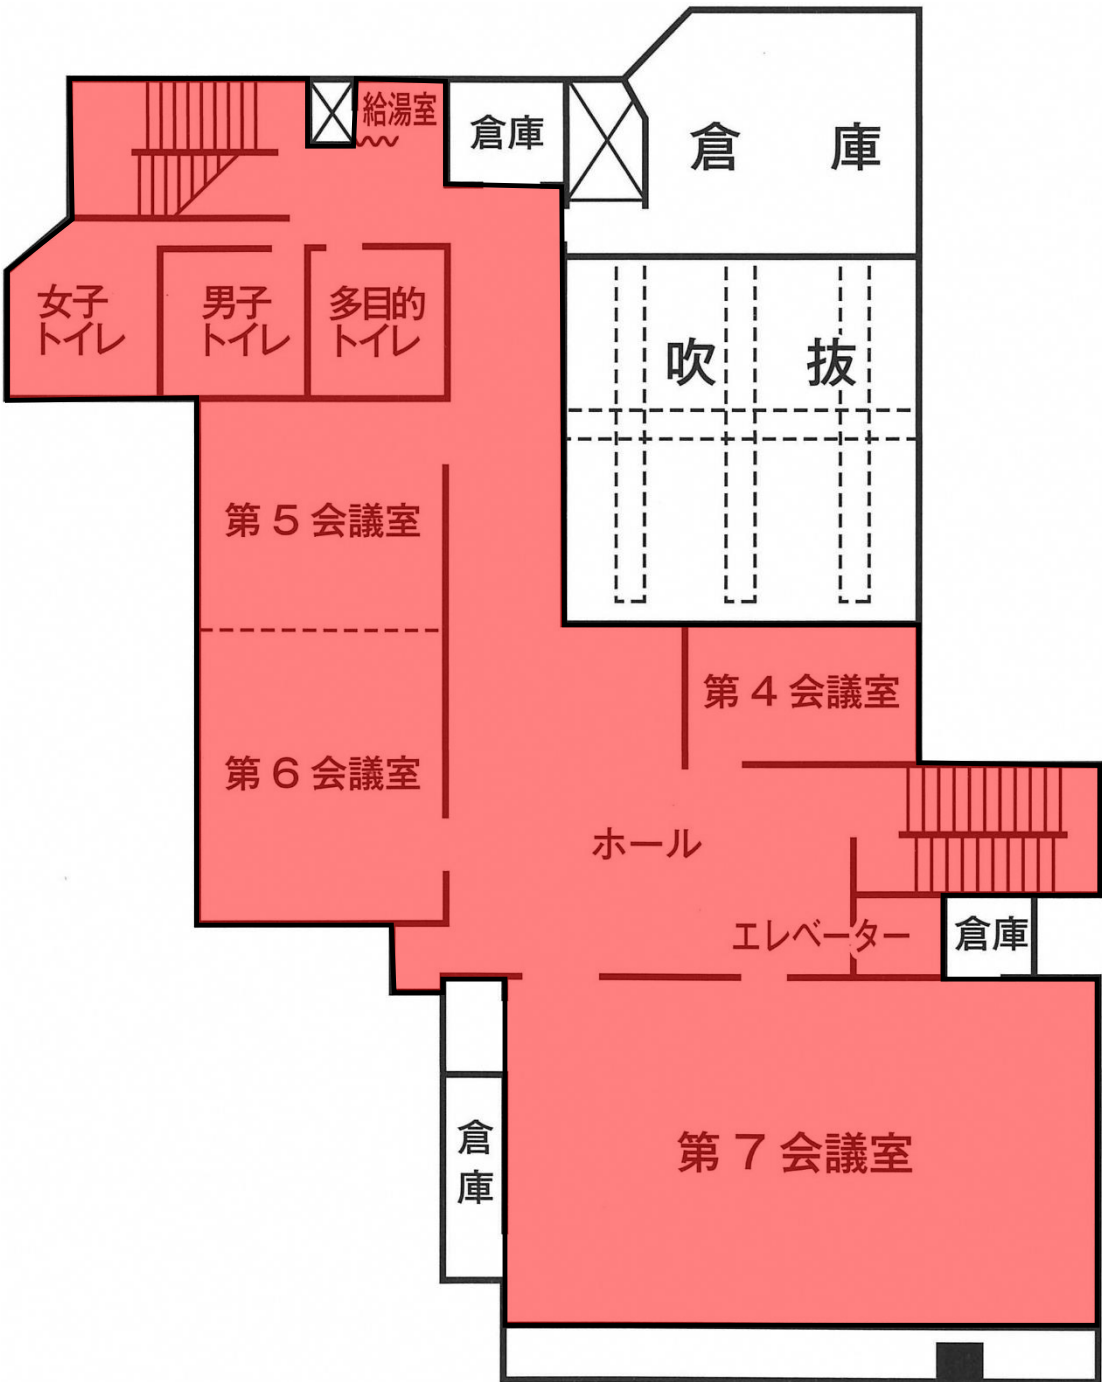 給湯室
倉庫
倉　庫
女子
トイレ
男子
トイレ
多目的
トイレ
吹　抜
第5会議室
第4会議室
第6会議室
ホール
エレベーター
倉庫
倉庫
第7会議室